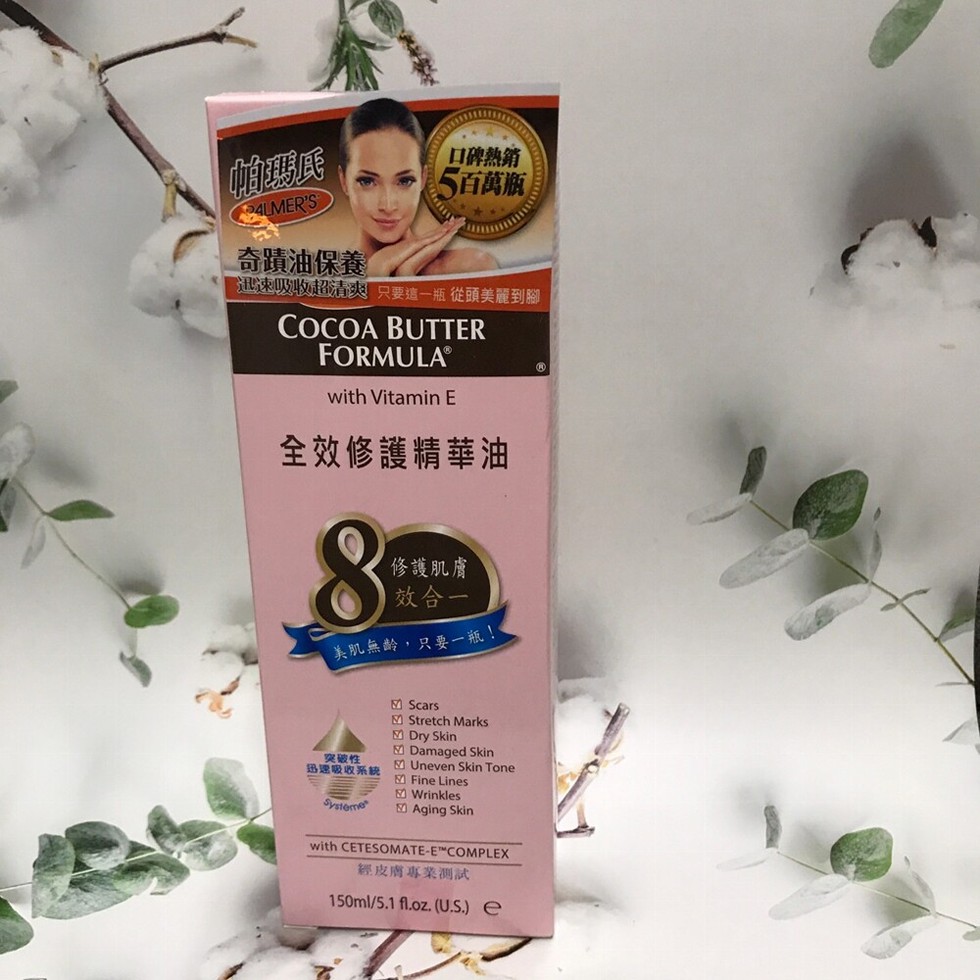 帕瑪氏
PALMER'S
口碑熱銷
5百萬瓶
奇蹟油保養
迅速吸收超清爽
只要這一瓶 從頭美麗到腳
COCOA BUTTER
FORMULA®
®
with Vitamin E
全效修護精華油
8
修護肌膚
效合一
美肌無齡，只要一瓶！
Scars
Stretch Marks
Dry Skin
Damaged Skin
Uneven Skin Tone
Fine Lines
Wrinkles
Aging Skin
突破性
迅速吸收系統
Système®
with CETESOMATE-E™COMPLEX
經皮膚專業測試
150ml/5.1 fl.oz. (U.S.) ℮